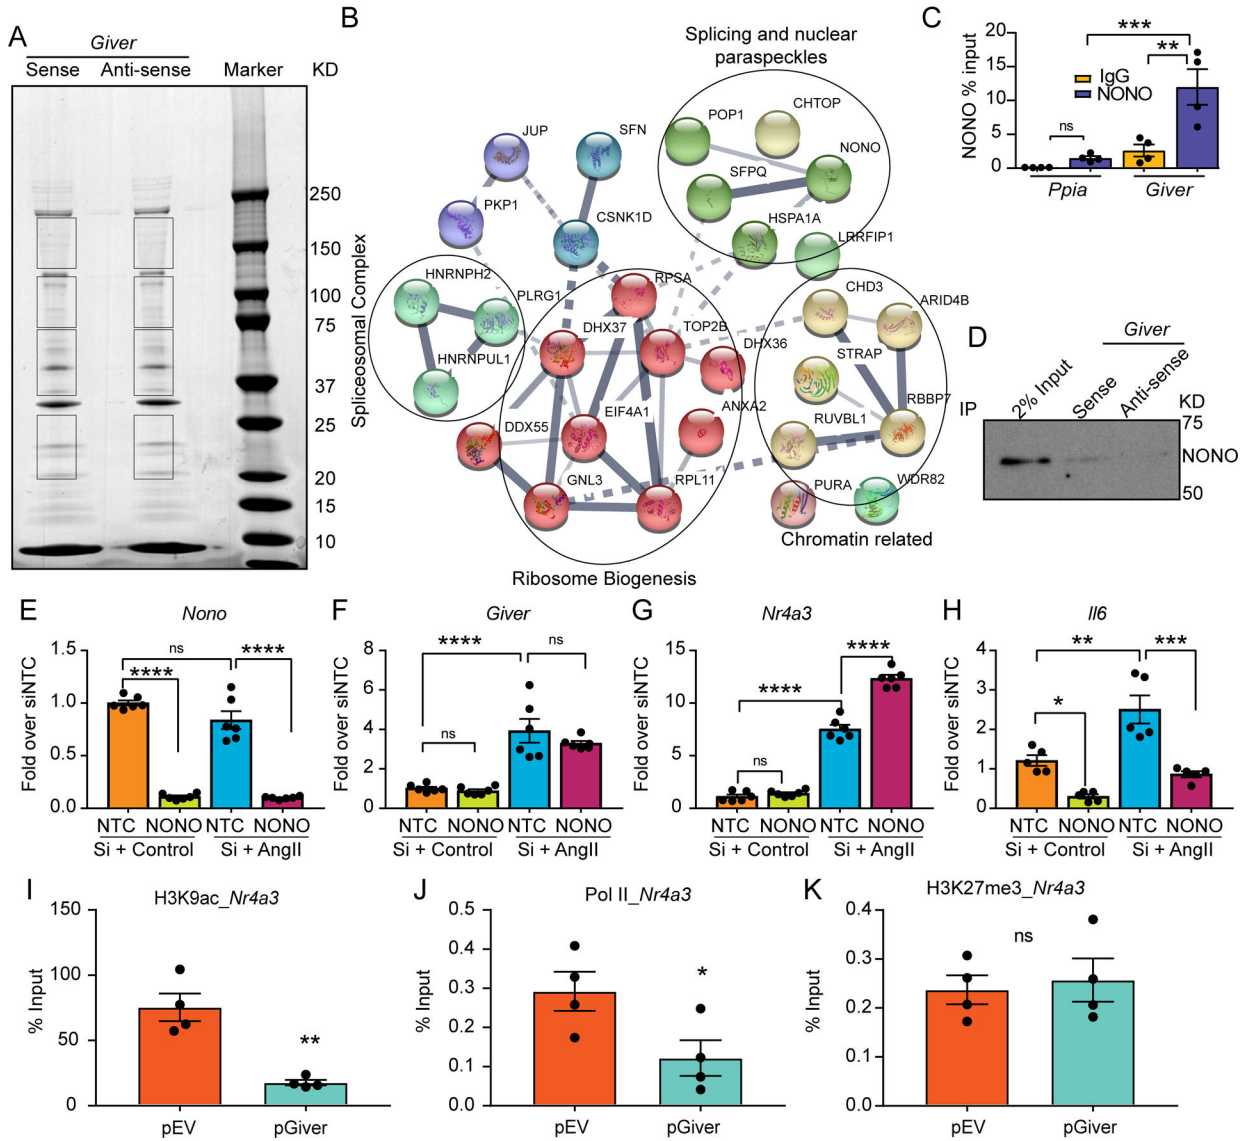 A
Giver
Sense Anti-sense Marker KD
250
150
100
75
37
25
20
15
10
B
Splicing and nuclear
paraspeckles
POP1
CHTOP
NONO
SFPQ
HSPA1A
LRRFIP1
JUP
SFN
PKP1
CSNK1D
Spliceosomal Complex
HNRNPH2
PLRG1
HNRNPUL1
RPSA
DHX37
TOP2B
DHX36
EIF4A1
ANXA2
DDX55
GNL3
RPL11
Ribosome Biogenesis
CHD3
ARID4B
STRAP
RBBP7
RUVBL1
PURA
WDR82
Chromatin related
C
NONO % input
20
15
10
5
0
***
**
ns
IgG
NONO
Ppia Giver
D
Giver
IP
2% Input
Sense
Anti-sense
KD
75
NONO
50
E
Nono
Fold over siNTC
1.5
1.0
0.5
0.0
ns
****
****
NTC NONO NTC NONO
Si + Control Si + AngII
F
Giver
Fold over siNTC
8
6
4
2
0
****
ns
ns
NTC NONO NTC NONO
Si + Control Si + AngII
G
Nr4a3
Fold over siNTC
15
10
5
0
****
****
ns
NTC NONO NTC NONO
Si + Control Si + AngII
H
Il6
Fold over siNTC
4
3
2
1
0
**
***
*
NTC NONO NTC NONO
Si + Control Si + AngII
I
H3K9ac_Nr4a3
% Input
150
100
50
0
**
pEV pGiver
J
Pol II_Nr4a3
% Input
0.5
0.4
0.3
0.2
0.1
0.0
*
pEV pGiver
K
H3K27me3_Nr4a3
% Input
0.4
0.3
0.2
0.1
0.0
ns
pEV pGiver